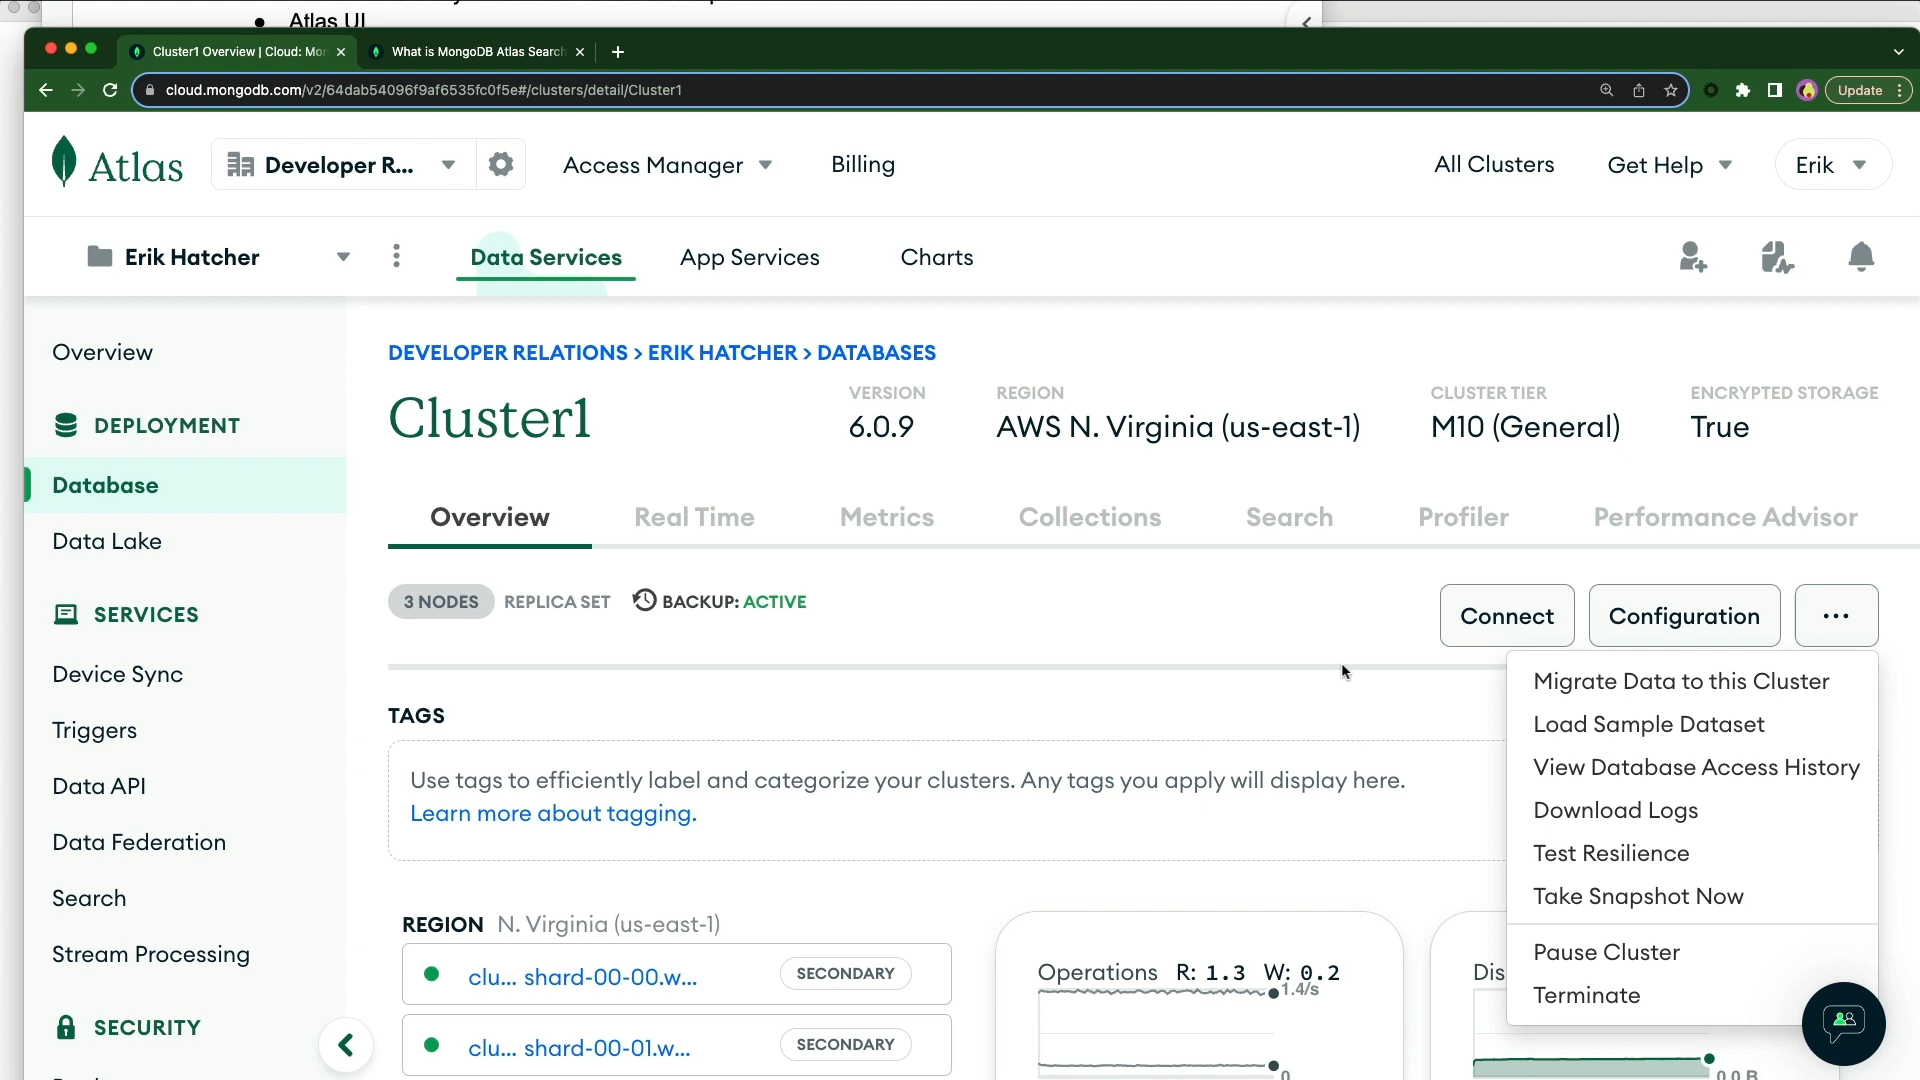 Atlas UI
Cluster1 Overview | Cloud: Mon
What is MongoDB Atlas Search
cloud.mongodb.com/v2/64dab54096f9af6535fc0f5e#/clusters/detail/Cluster1
Update
Atlas
Developer R...
Access Manager
Billing
All Clusters
Get Help
Erik
Erik Hatcher
Data Services
App Services
Charts
Overview
DEPLOYMENT
Database
Data Lake
SERVICES
Device Sync
Triggers
Data API
Data Federation
Search
Stream Processing
SECURITY
DEVELOPER RELATIONS > ERIK HATCHER > DATABASES
Cluster1
VERSION
6.0.9
REGION
AWS N. Virginia (us-east-1)
CLUSTER TIER
M10 (General)
ENCRYPTED STORAGE
True
Overview
Real Time
Metrics
Collections
Search
Profiler
Performance Advisor
3 NODES
REPLICA SET
BACKUP: ACTIVE
Connect
Configuration
...
Migrate Data to this Cluster
Load Sample Dataset
View Database Access History
Download Logs
Test Resilience
Take Snapshot Now
Pause Cluster
Terminate
TAGS
Use tags to efficiently label and categorize your clusters. Any tags you apply will display here.
Learn more about tagging.
REGION N. Virginia (us-east-1)
clu... shard-00-00.w...
SECONDARY
clu... shard-00-01.w...
SECONDARY
Operations R: 1.3 W: 0.2
1.4/s
0
Dis
0.0 B